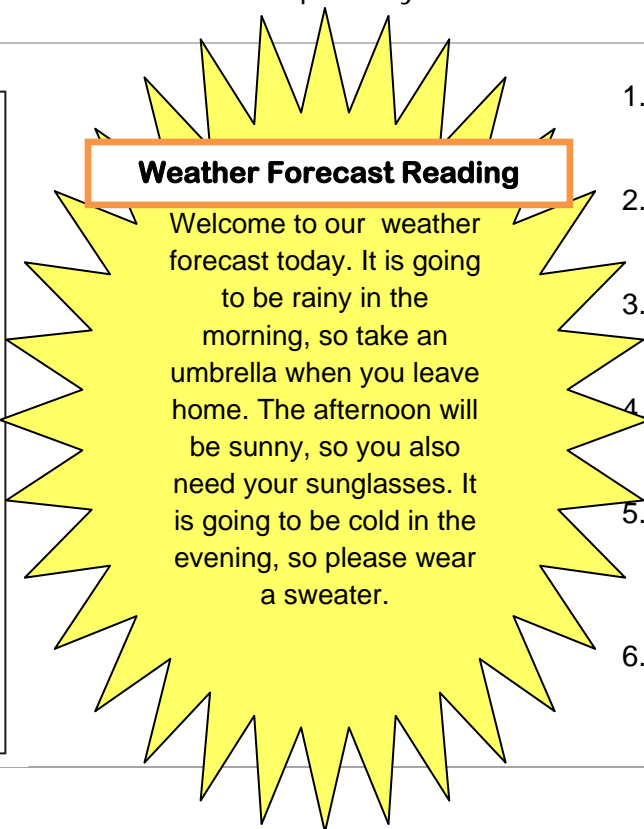 Weather Forecast Reading
Welcome to our weather
forecast today. It is going
to be rainy in the
morning, so take an
umbrella when you leave
home. The afternoon will
be sunny, so you also
need your sunglasses. It
is going to be cold in the
evening, so please wear
a sweater.
1.
2.
3.
4.
5.
6.